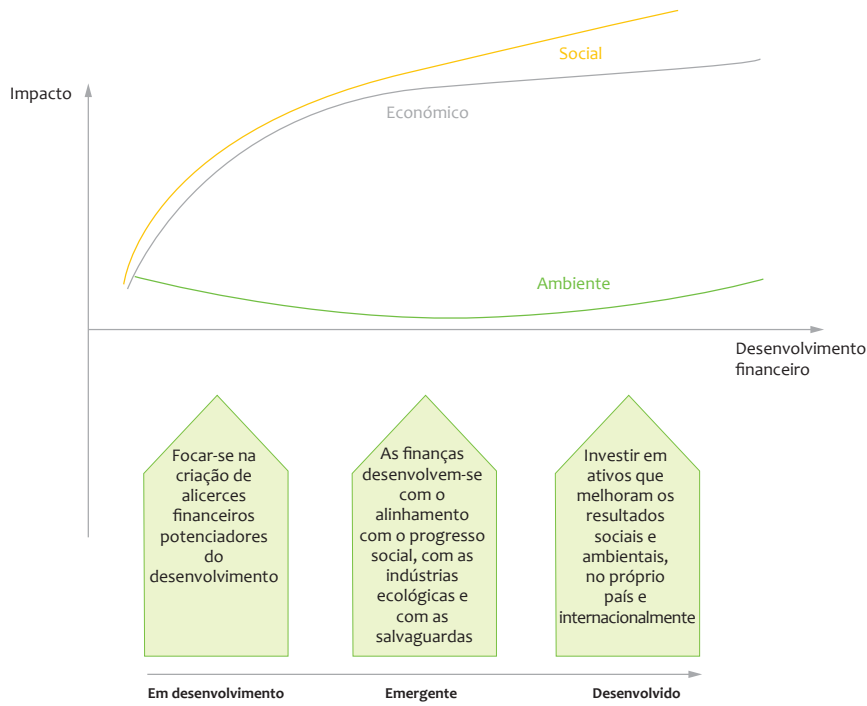 Social
Impacto
Económico
Ambiente
Desenvolvimento
financeiro
Focar-se na
criação de
alicerces
financeiros
potenciadores
do
desenvolvimento
As finanças
desenvolvem-se
com o
alinhamento
com o progresso
social, com as
indústrias
ecológicas e
com as
salvaguardas
Investir em
ativos que
melhoram os
resultados
sociais e
ambientais,
no próprio
país e
internacionalmente
Em desenvolvimento
Emergente
Desenvolvido